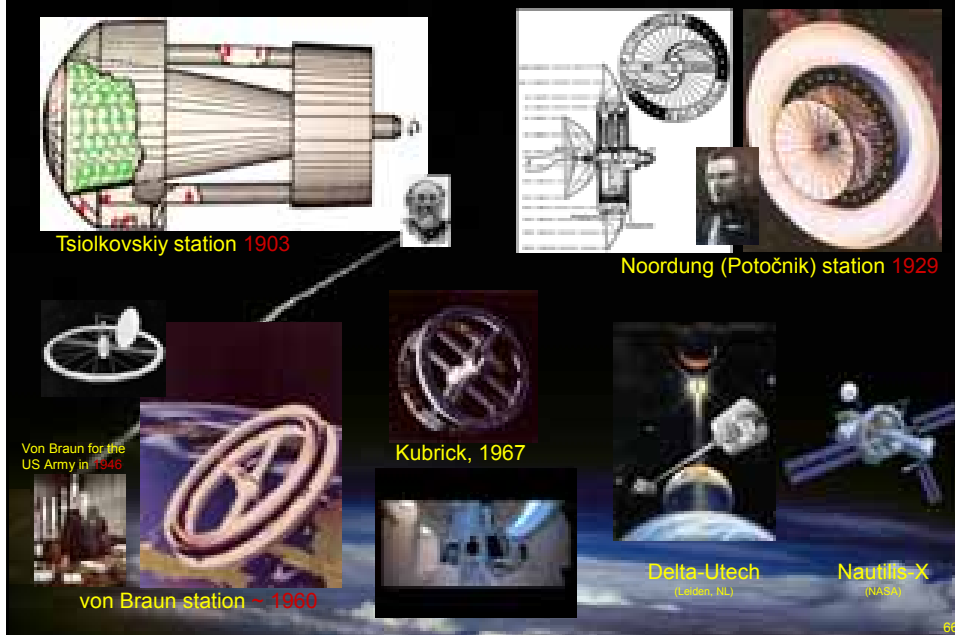 Tsiolkovskiy station 1903
Noordung (Potočnik) station 1929
Von Braun for the
US Army in 1946
von Braun station ~ 1960
Kubrick, 1967
Delta-Utech
(Leiden, NL)
Nautilis-X
(NASA)
66